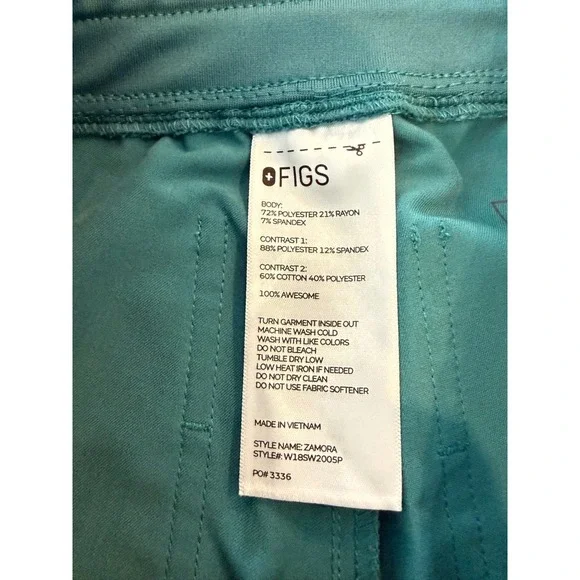 FIGS
BODY:
72% POLYESTER 21% RAYON
7% SPANDEX
CONTRAST 1:
88% POLYESTER 12% SPANDEX
CONTRAST 2:
60% COTTON 40% POLYESTER
100% AWESOME
TURN GARMENT INSIDE OUT
MACHINE WASH COLD
WASH WITH LIKE COLORS
DO NOT BLEACH
TUMBLE DRY LOW
LOW HEAT IRON IF NEEDED
DO NOT DRY CLEAN
DO NOT USE FABRIC SOFTENER
MADE IN VIETNAM
STYLE NAME: ZAMORA
STYLE#: W18SW2005P
PO# 3336